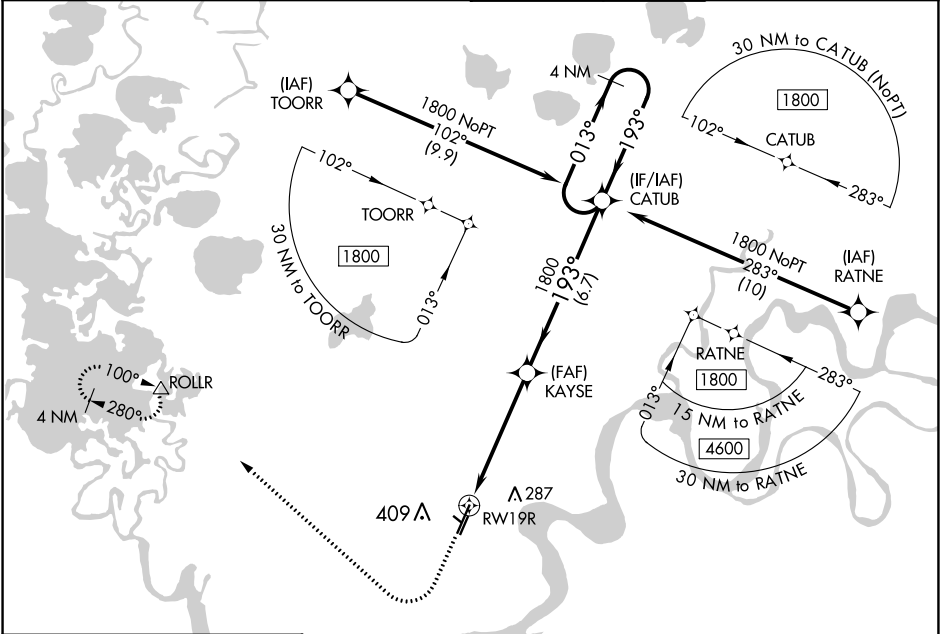 (IAF)
TOORR
1800 NoPT
102°
(9.9)
4 NM
013°
193°
(IF/IAF)
CATUB
30 NM to CATUB (NoPT)
1800
102°
CATUB
283°
102°
TOORR
1800
30 NM to TOORR
013°
1800 NoPT
283°
(10)
(IAF)
RATNE
1800
193°
(6.7)
(FAF)
KAYSE
RATNE
1800
283°
013°
15 NM to RATNE
4600
30 NM to RATNE
100°
ROLLR
4 NM
280°
409
287
RW19R